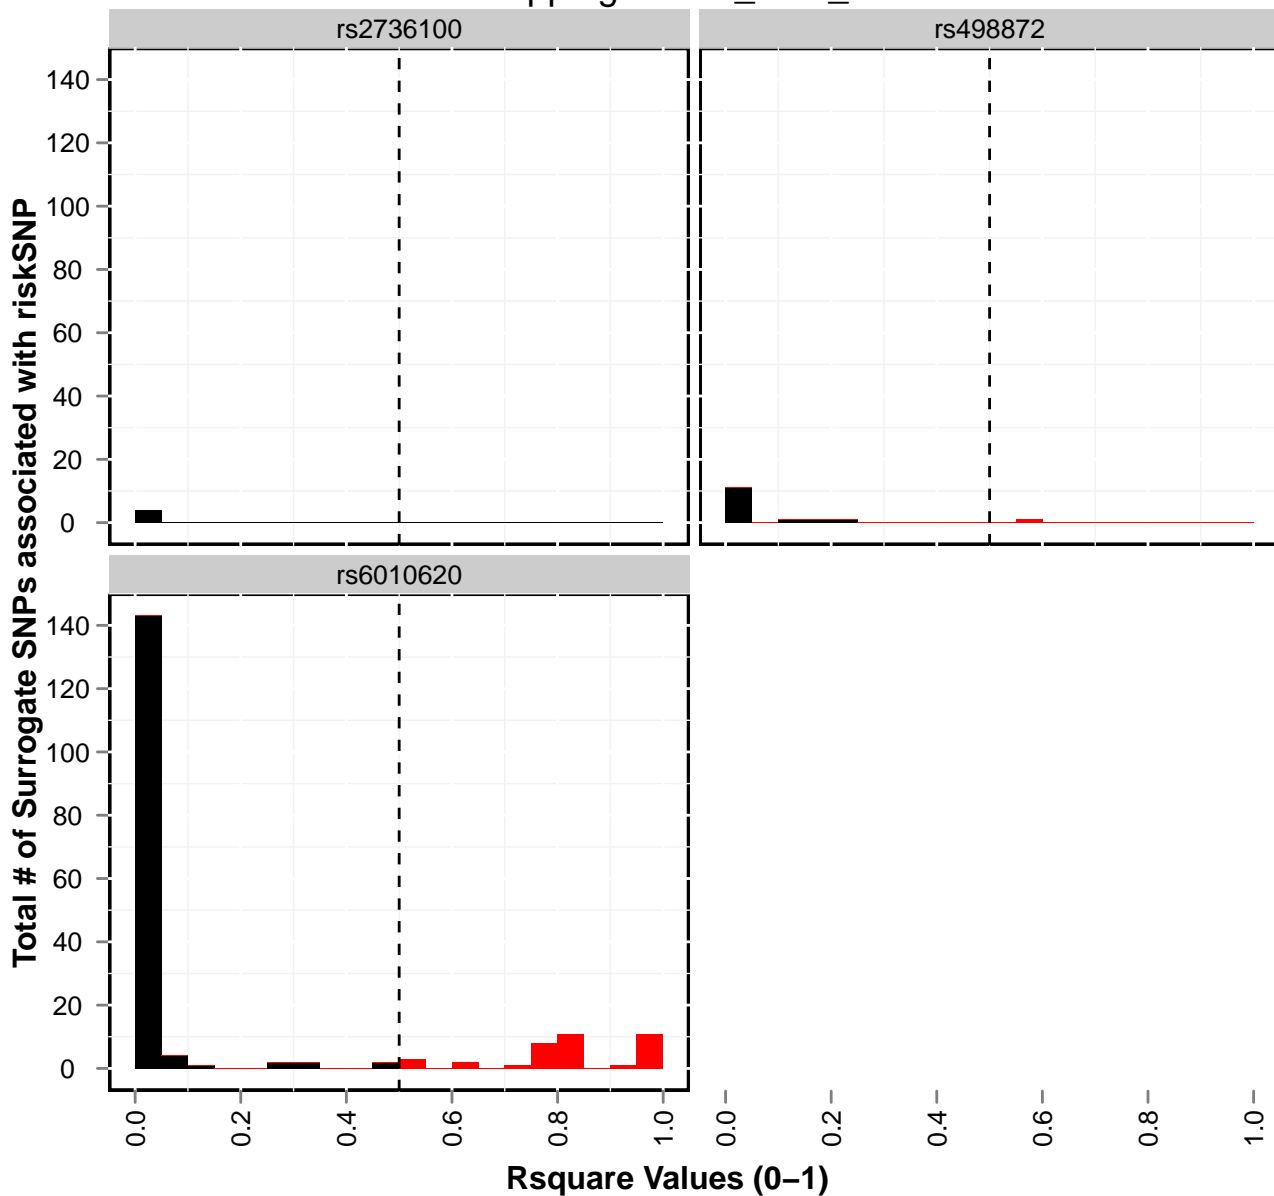 rs2736100
rs498872
140
120
100
80
60
40
20
0
rs6010620
140
120
100
80
60
40
20
0
Total # of Surrogate SNPs associated with riskSNP
0.0 0.2 0.4 0.6 0.8 1.0
0.0 0.2 0.4 0.6 0.8 1.0
Rsquare Values (0–1)